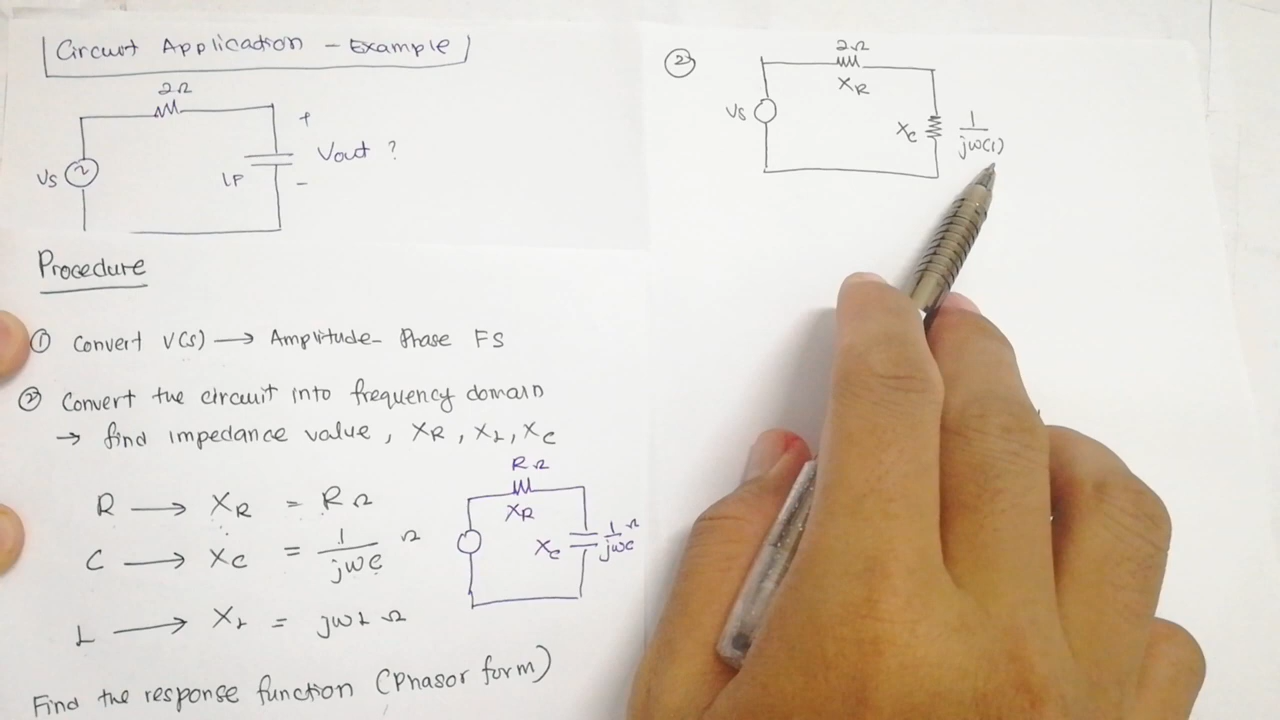 Circuit Application - Example
2Ω
+
Vout ?
Vs
1F
-
Procedure
① Convert V(s) → Amplitude- Phase FS
② Convert the circuit into frequency domain
→ find impedance value, XR, XL, XC
R → XR = RΩ
C → XC = 1/jωC Ω
L → XL = jωL Ω
RΩ
XR
XC 1/jωC Ω
Find the response function (Phasor form)
②
2Ω
XR
Vs
XC 1/jω(1)